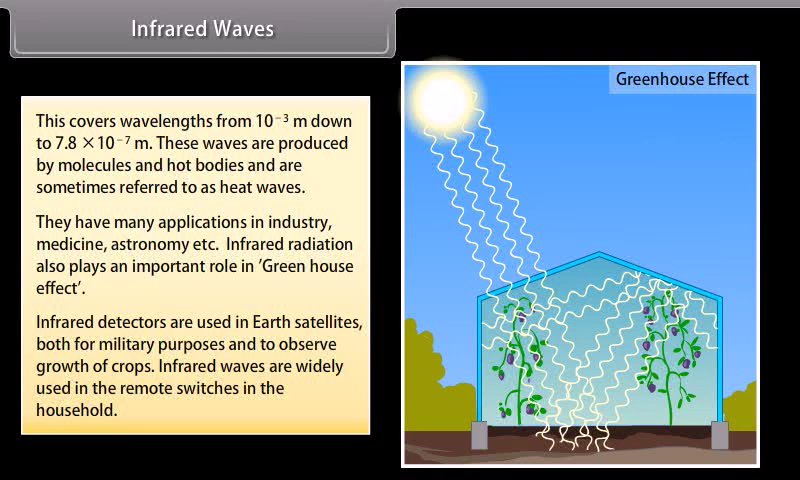 Infrared Waves
Greenhouse Effect
This covers wavelengths from 10⁻³ m down
to 7.8 ×10⁻⁷ m. These waves are produced
by molecules and hot bodies and are
sometimes referred to as heat waves.
They have many applications in industry,
medicine, astronomy etc. Infrared radiation
also plays an important role in 'Green house
effect'.
Infrared detectors are used in Earth satellites,
both for military purposes and to observe
growth of crops. Infrared waves are widely
used in the remote switches in the
household.